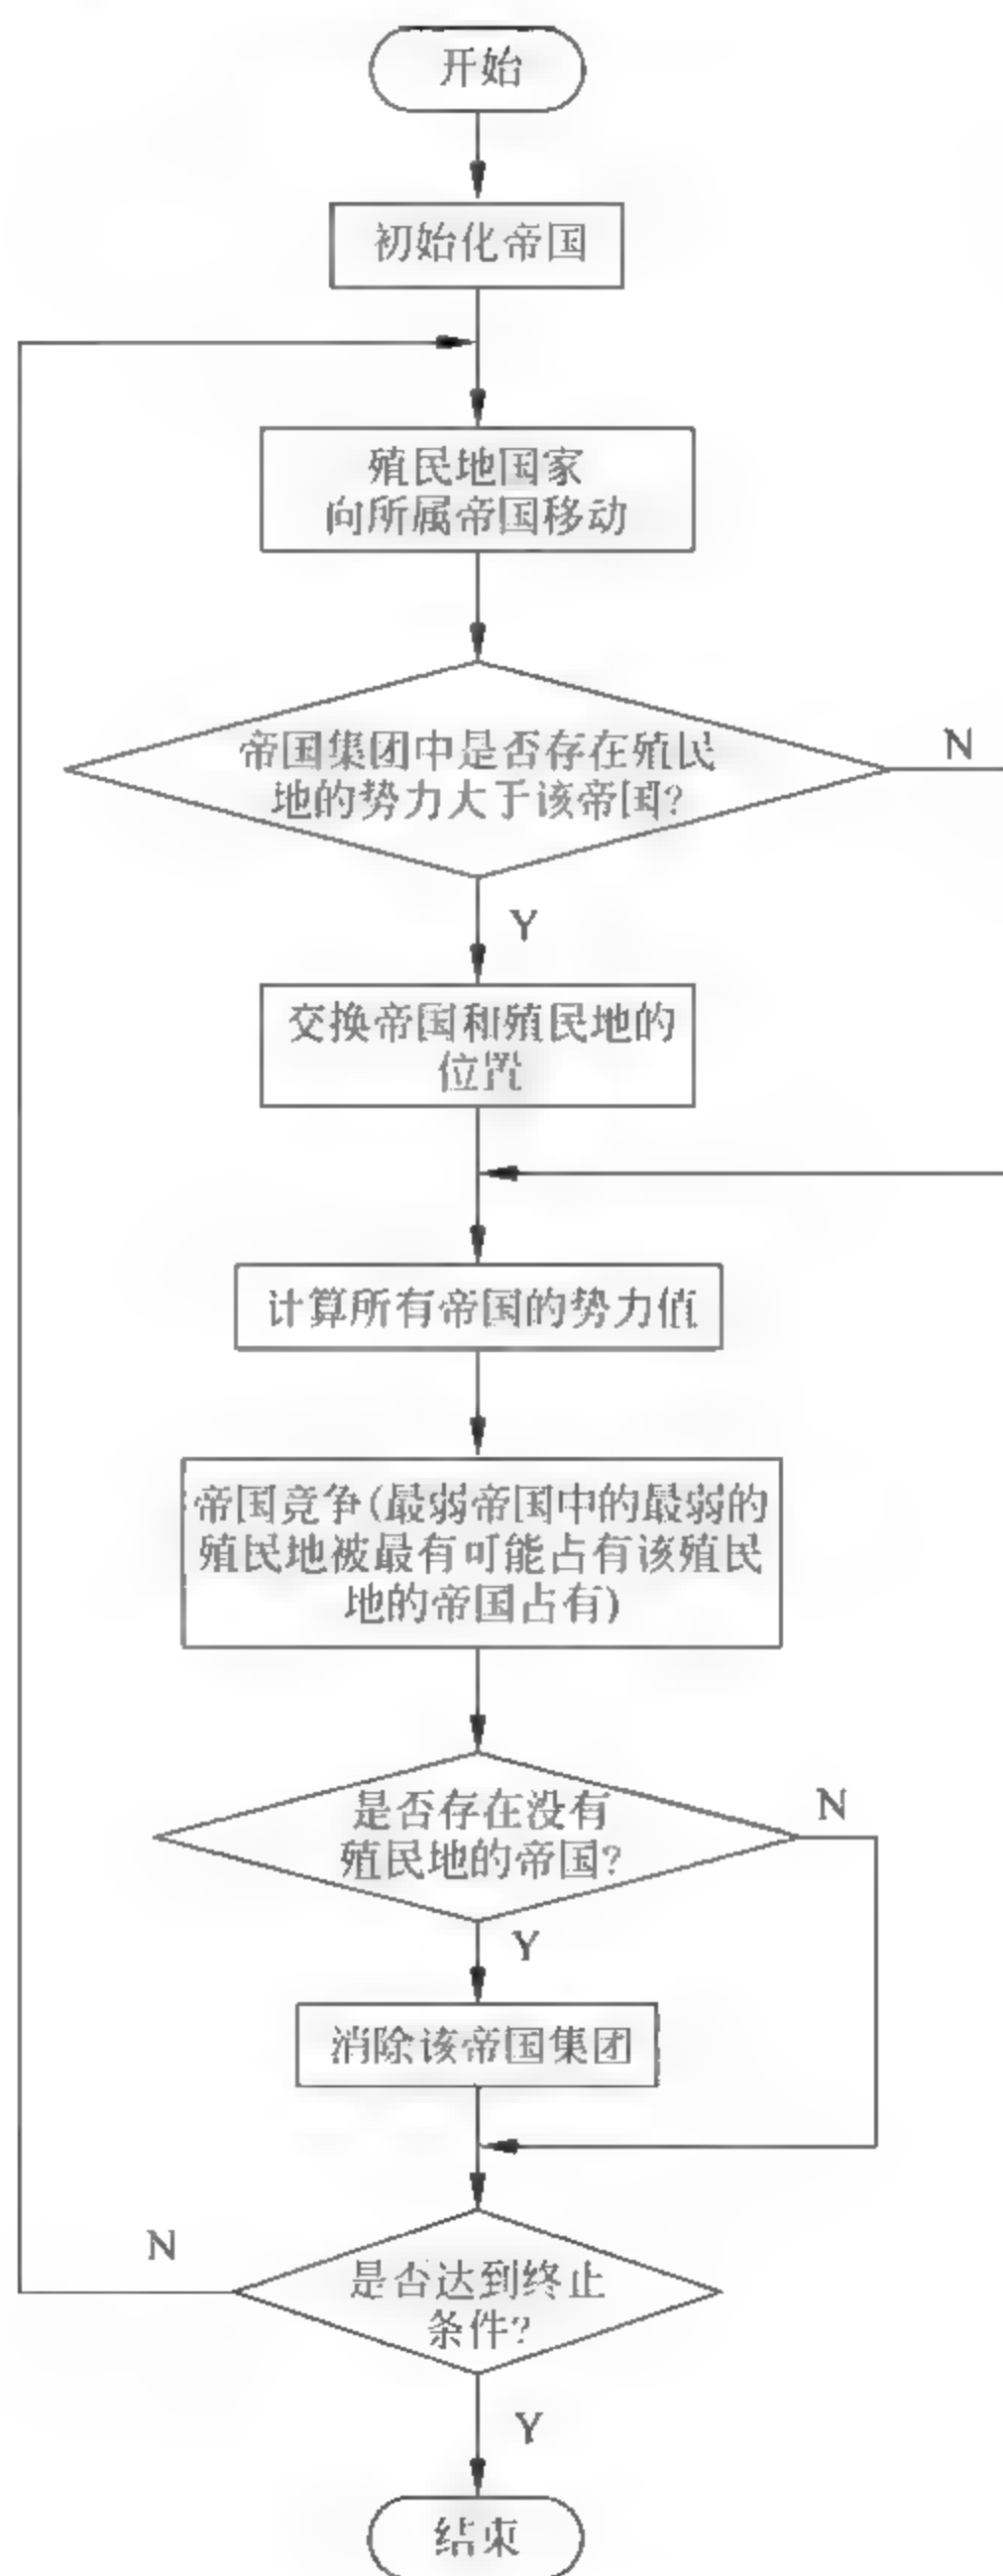 开始
初始化帝国
殖民地国家
向所属帝国移动
帝国集团中是否存在殖民
地的势力大于该帝国?
N
Y
交换帝国和殖民地的
位置
计算所有帝国的势力值
帝国竞争(最弱帝国中的最弱的
殖民地被最有可能占有该殖民
地的帝国占有)
是否存在没有
殖民地的帝国?
N
Y
消除该帝国集团
是否达到终止
条件?
N
Y
结束